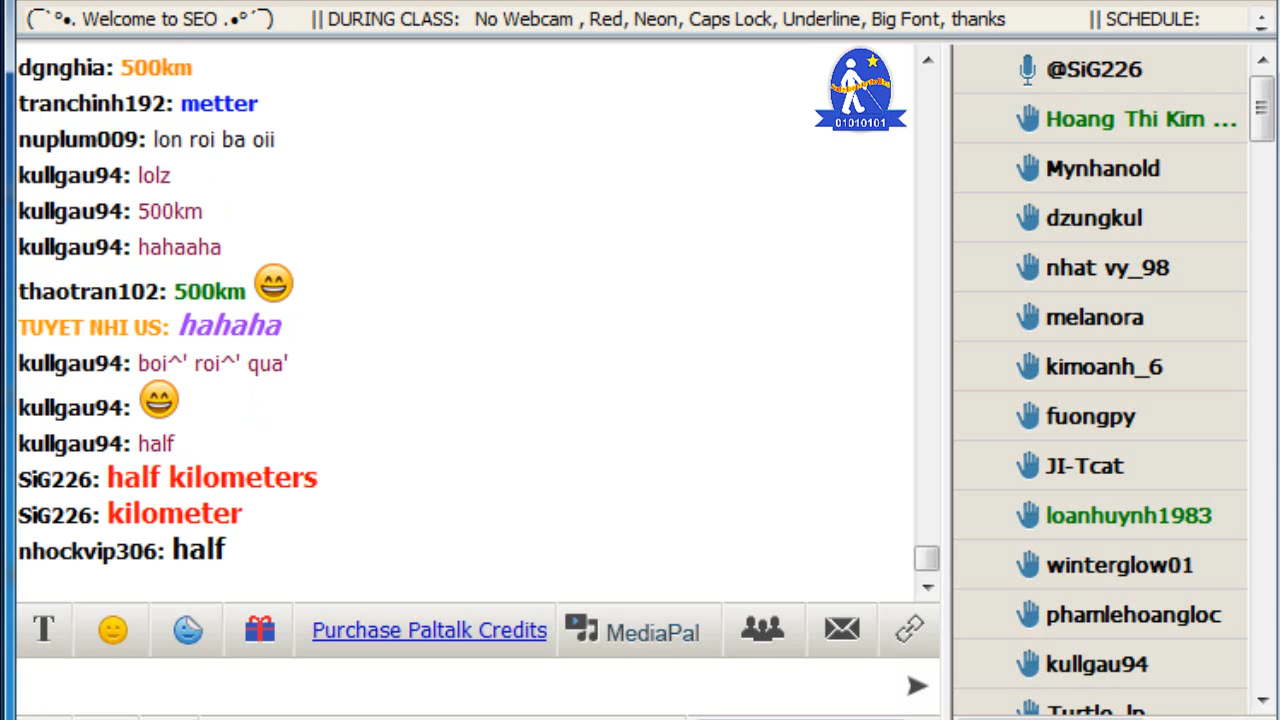 (¯`°•. Welcome to SEO .•°´¯) || DURING CLASS: No Webcam , Red, Neon, Caps Lock, Underline, Big Font, thanks || SCHEDULE:
dgnghia: 500km
tranchinh192: metter
nuplum009: lon roi ba oii
kullgau94: lolz
kullgau94: 500km
kullgau94: hahaaha
thaotran102: 500km
TUYET NHI US: hahaha
kullgau94: boi^' roi^' qua'
kullgau94:
kullgau94: half
SiG226: half kilometers
SiG226: kilometer
nhockvip306: half
01010101
T
Purchase Paltalk Credits
MediaPal
@SiG226
Hoang Thi Kim ...
Mynhanold
dzungkul
nhat vy_98
melanora
kimoanh_6
fuongpy
JI-Tcat
loanhuynh1983
winterglow01
phamlehoangloc
kullgau94